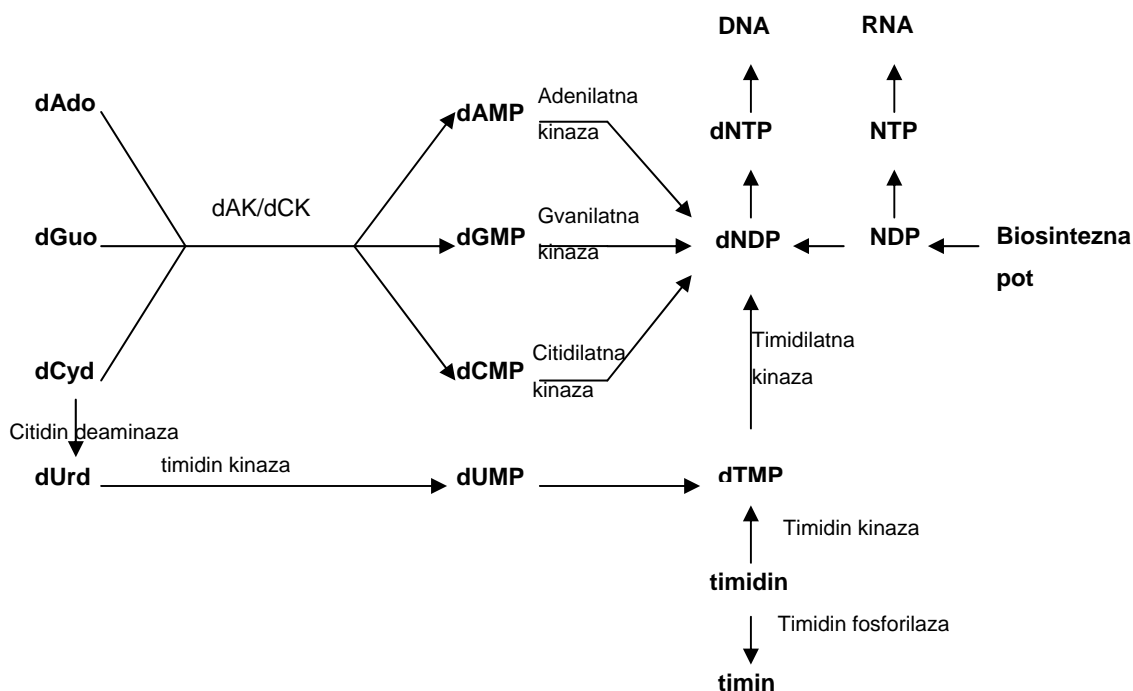 DNA RNA
dAdo dAMP Adenilatna
kinaza dNTP NTP
dAK/dCK
dGuo dGMP Gvanilatna
kinaza dNDP NDP Biosintezna
pot
dCyd dCMP Citidilatna
kinaza Timidilatna
kinaza
Citidin deaminaza
dUrd timidin kinaza dUMP dTMP
Timidin kinaza
timidin
Timidin fosforilaza
timin